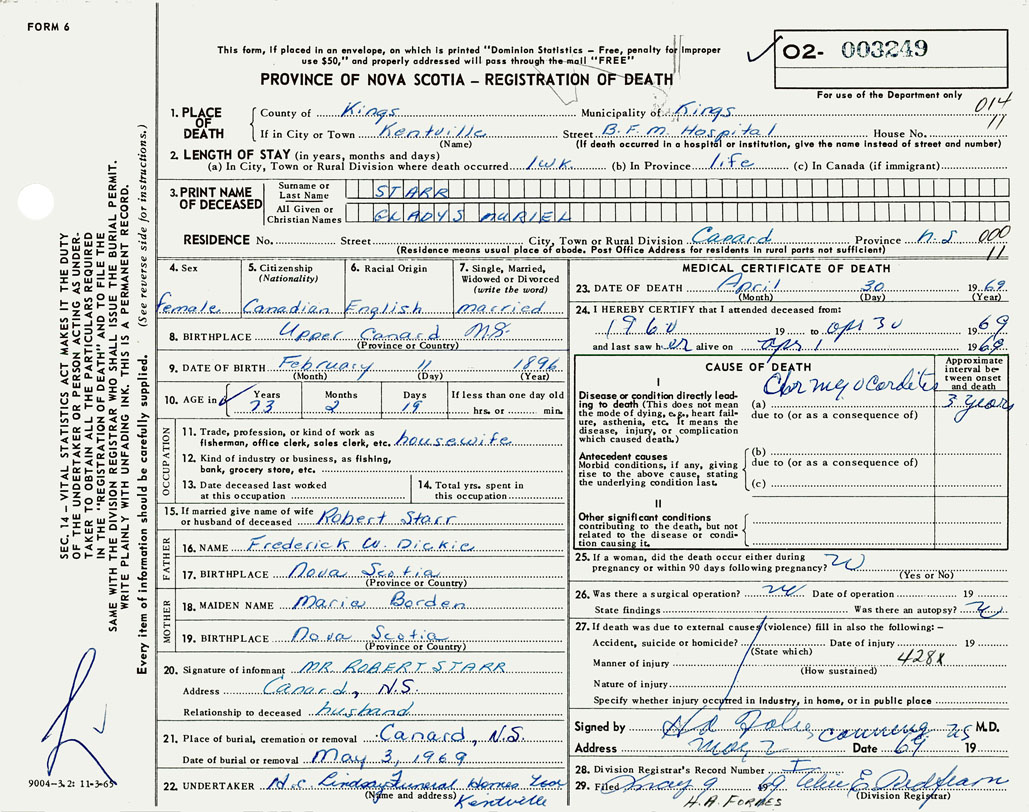 FORM 6
This form, if placed in an envelope, on which is printed "Dominion Statistics – Free, penalty for improper
use $50," and properly addressed will pass through the mail "FREE"
PROVINCE OF NOVA SCOTIA – REGISTRATION OF DEATH
02- 003249
For use of the Department only
014
11
1. PLACE OF DEATH
County of Kings Municipality of Kings
If in City or Town Kentville Street B.F.M. Hospital House No.
(Name) (If death occurred in a hospital or institution, give the name instead of street and number)
2. LENGTH OF STAY (in years, months and days)
(a) In City, Town or Rural Division where death occurred 1 wk. (b) In Province life (c) In Canada (if immigrant)
3. PRINT NAME OF DECEASED
Surname or Last Name STARR
All Given or Christian Names GLADYS MURIEL
RESIDENCE No. Street City, Town or Rural Division Canard Province N.S 000
(Residence means usual place of abode. Post Office Address for residents in rural parts not sufficient) 11
4. Sex female
5. Citizenship (Nationality) Canadian
6. Racial Origin English
7. Single, Married, Widowed or Divorced (write the word) married
8. BIRTHPLACE Upper Canard N.S.
(Province or Country)
9. DATE OF BIRTH February 11 1896
(Month) (Day) (Year)
10. AGE in Years 73 Months 2 Days 19 If less than one day old hrs. or min.
OCCUPATION
11. Trade, profession, or kind of work as fisherman, office clerk, sales clerk, etc. housewife
12. Kind of industry or business, as fishing, bank, grocery store, etc.
13. Date deceased last worked at this occupation
14. Total yrs. spent in this occupation
15. If married give name of wife or husband of deceased Robert Starr
FATHER
16. NAME Frederick W. Dickie
17. BIRTHPLACE Nova Scotia
(Province or Country)
MOTHER
18. MAIDEN NAME Marie Borden
19. BIRTHPLACE Nova Scotia
(Province or Country)
20. Signature of informant MR. ROBERT STARR
Address Canard, N.S.
Relationship to deceased husband
21. Place of burial, cremation or removal Canard, N.S.
Date of burial or removal May 3, 1969
22. UNDERTAKER H.C. Lindsay Funeral Homes
(Name and address) Kentville
MEDICAL CERTIFICATE OF DEATH
23. DATE OF DEATH April 30 1969
(Month) (Day) (Year)
24. I HEREBY CERTIFY that I attended deceased from:
1960 19 to apr 30 1969
and last saw her alive on apr 1 1969
CAUSE OF DEATH
Approximate interval between onset and death
I
Disease or condition directly leading to death (This does not mean the mode of dying, e.g., heart failure, asthenia, etc. It means the disease, injury, or complication which caused death.)
(a) Chr myocarditis 3 years
due to (or as a consequence of)
Antecedent causes
Morbid conditions, if any, giving rise to the above cause, stating the underlying condition last.
(b)
due to (or as a consequence of)
(c)
II
Other significant conditions
contributing to the death, but not related to the disease or condition causing it.
25. If a woman, did the death occur either during pregnancy or within 90 days following pregnancy?
(Yes or No)
26. Was there a surgical operation? Date of operation 19
State findings Was there an autopsy?
27. If death was due to external causes (violence) fill in also the following: –
Accident, suicide or homicide? Date of injury 19
(State which)
Manner of injury 428X
(How sustained)
Nature of injury
Specify whether injury occurred in industry, in home, or in public place
Signed by Canning NS M.D.
Address May 2 Date 69 19
28. Division Registrar's Record Number
29. Filed May 9 19
(Division Registrar)
H.A. FORBES
SEC. 14 – VITAL STATISTICS ACT MAKES IT THE DUTY
OF THE UNDERTAKER OR PERSON ACTING AS UNDER-
TAKER TO OBTAIN ALL THE PARTICULARS REQUIRED
IN THE "REGISTRATION OF DEATH" AND TO FILE THE
SAME WITH THE DIVISION REGISTRAR WHO SHALL ISSUE THE BURIAL PERMIT.
WRITE PLAINLY WITH UNFADING INK. THIS IS A PERMANENT RECORD.
Every item of information should be carefully supplied. (See reverse side for instructions.)
9004-3.2: 11-3-65